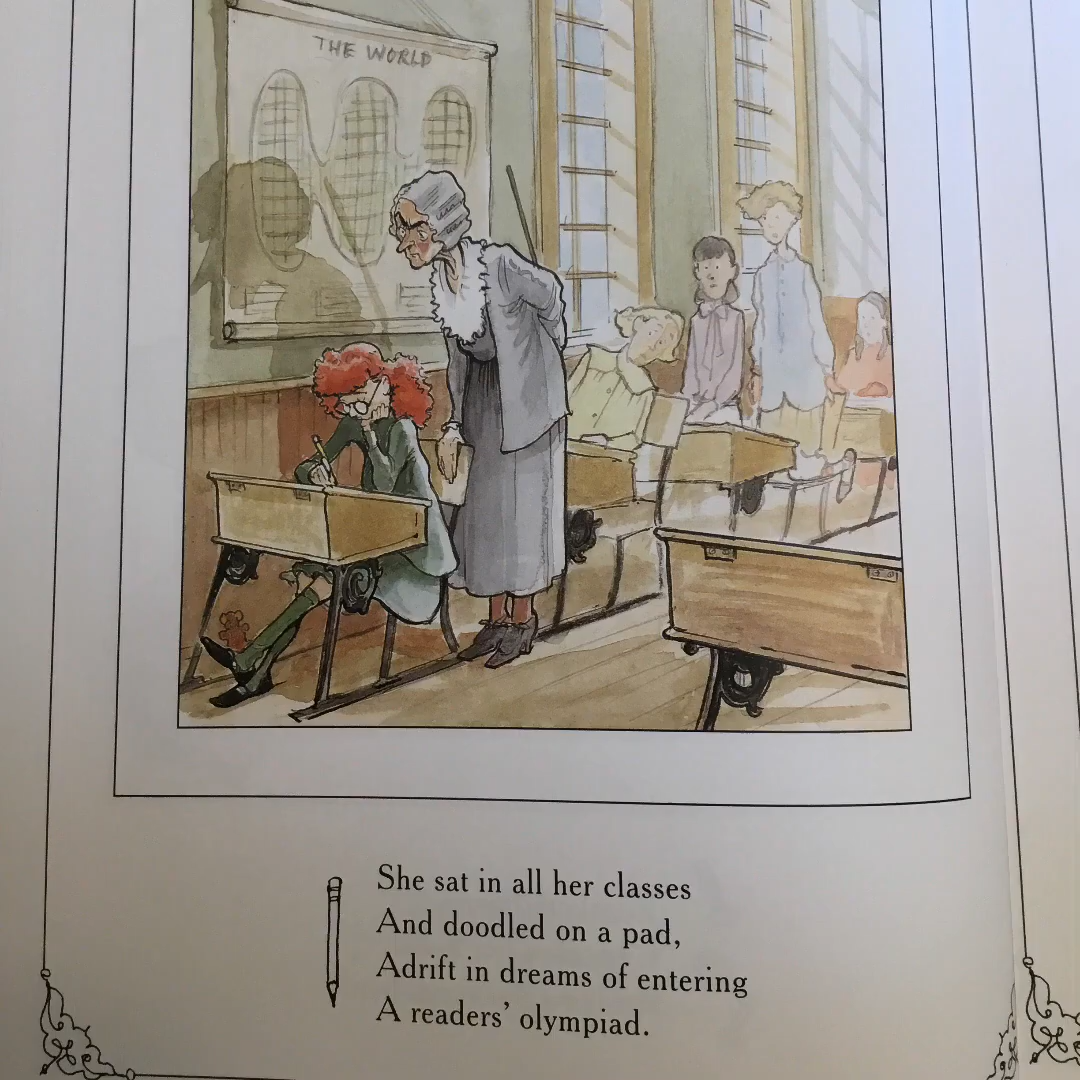 THE WORLD
She sat in all her classes
And doodled on a pad,
Adrift in dreams of entering
A readers' olympiad.